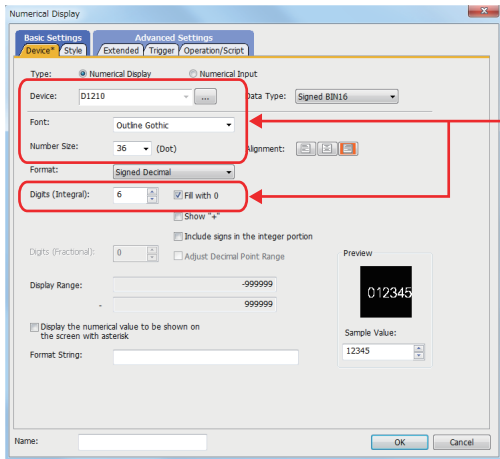 Numerical Display
Basic Settings
Advanced Settings
Device* Style Extended Trigger Operation/Script
Type: Numerical Display Numerical Input
Device: D1210 ... Data Type: Signed BIN16
Font: Outline Gothic
Number Size: 36 (Dot) Alignment:
Format: Signed Decimal
Digits (Integral): 6 Fill with 0
Show "+"
Include signs in the integer portion
Digits (Fractional): 0 Adjust Decimal Point Range
Preview
Display Range: -999999
012345
- 999999
Display the numerical value to be shown on
the screen with asterisk
Sample Value:
12345
Format String:
Name: OK Cancel